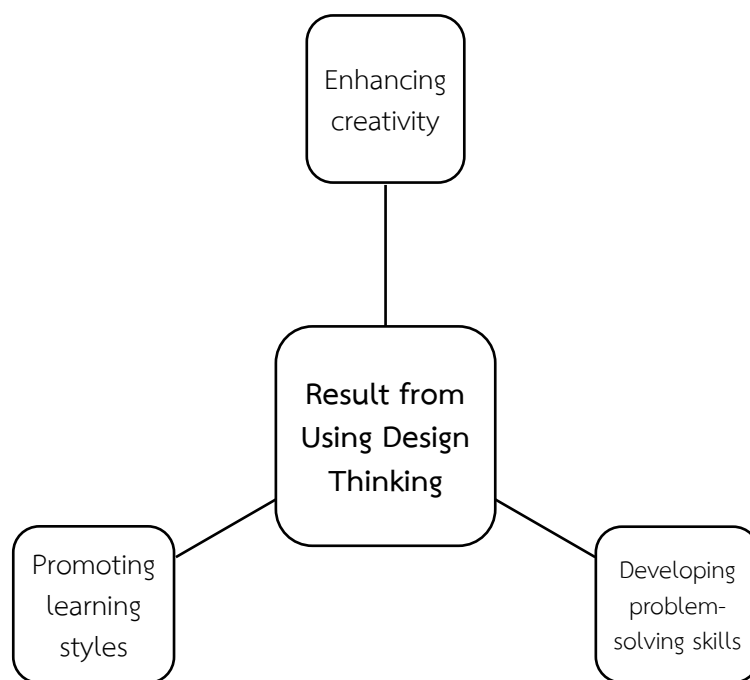 Enhancing
creativity
Result from
Using Design
Thinking
Promoting
learning
styles
Developing
problem-
solving skills